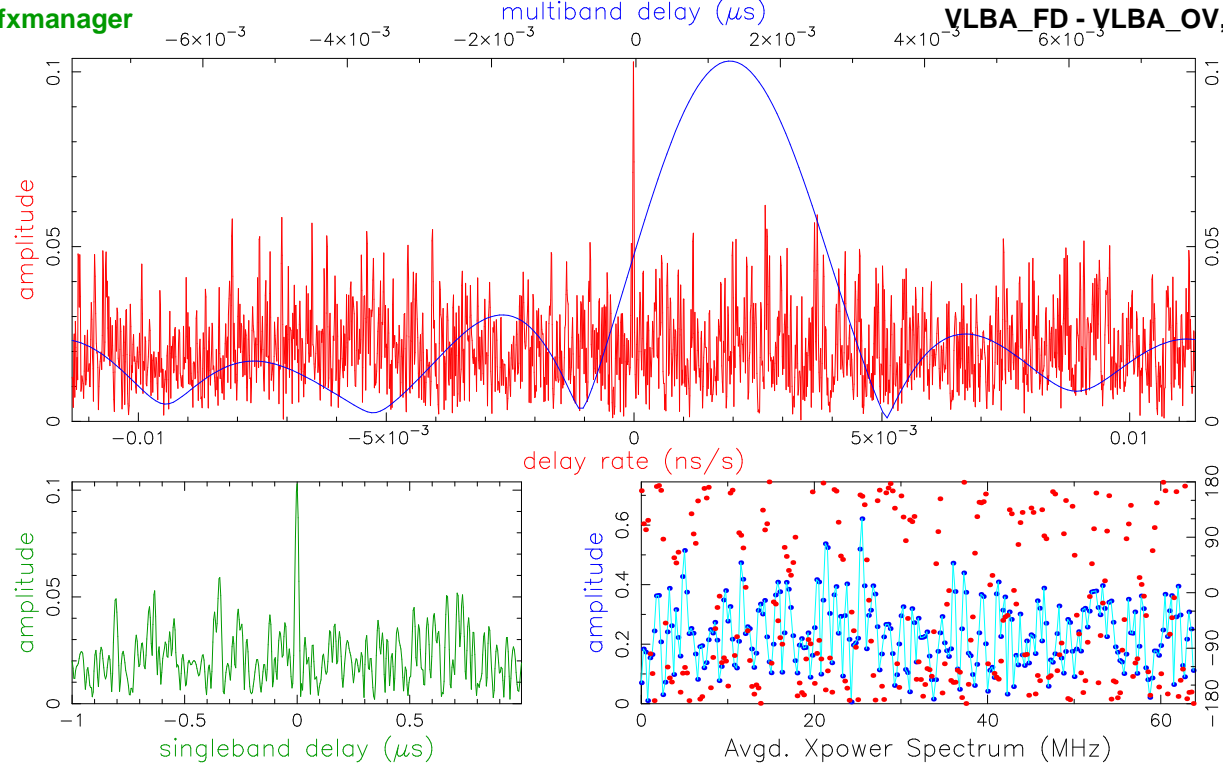 multiband delay (μs)
fxmanager
VLBA_FD - VLBA_OV,
−6×10⁻³ −4×10⁻³ −2×10⁻³ 0 2×10⁻³ 4×10⁻³ 6×10⁻³
amplitude
0 0.05 0.1
0 0.05 0.1
−0.01 −5×10⁻³ 0 5×10⁻³ 0.01
delay rate (ns/s)
amplitude
0 0.05 0.1
−1 −0.5 0 0.5
singleband delay (μs)
amplitude
0 0.2 0.4 0.6
−180 −90 0 90 180
0 20 40 60
Avgd. Xpower Spectrum (MHz)